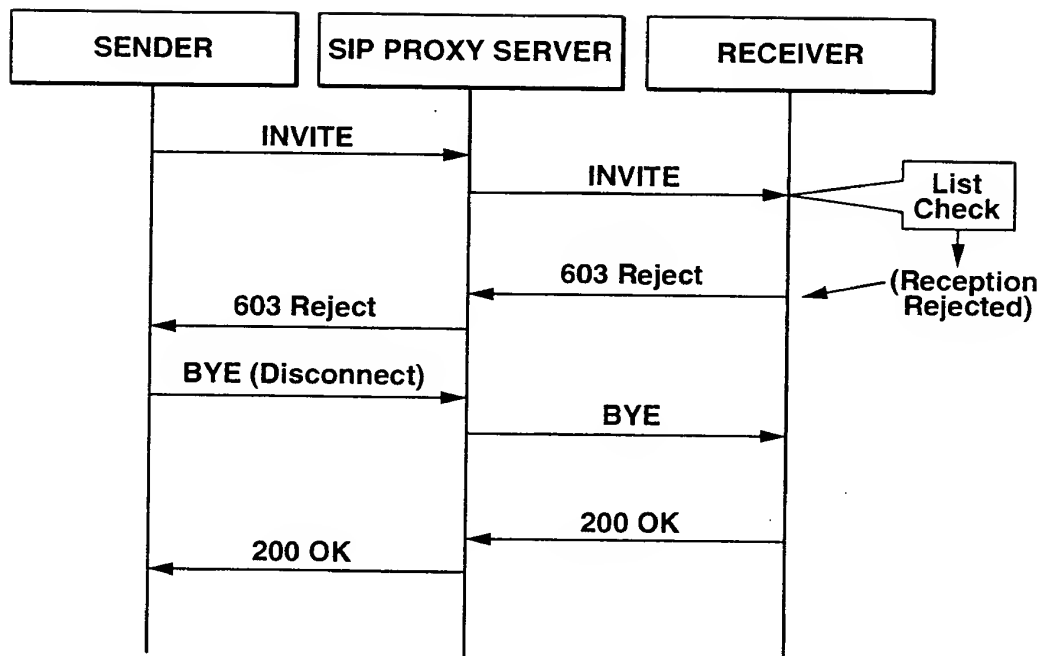 SENDER
SIP PROXY SERVER
RECEIVER
INVITE
INVITE
List
Check
603 Reject
(Reception
Rejected)
603 Reject
BYE (Disconnect)
BYE
200 OK
200 OK